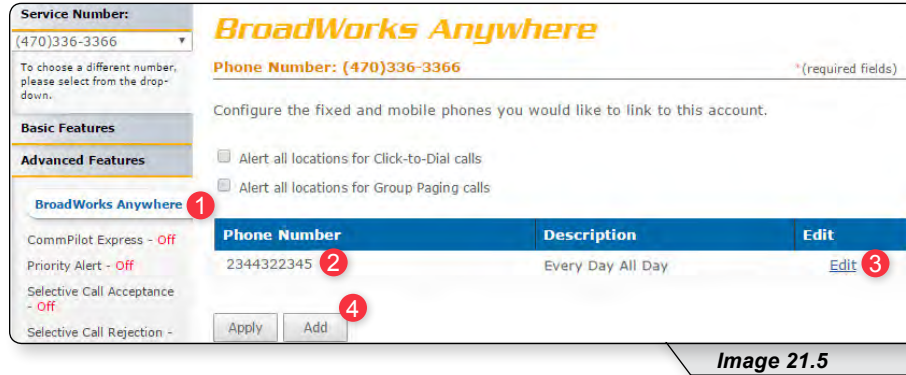 Service Number:
(470)336-3366
To choose a different number,
please select from the drop-
down.
Basic Features
Advanced Features
BroadWorks Anywhere 1
CommPilot Express - Off
Priority Alert - Off
Selective Call Acceptance
- Off
Selective Call Rejection -
BroadWorks Anywhere
Phone Number: (470)336-3366 *(required fields)
Configure the fixed and mobile phones you would like to link to this account.
Alert all locations for Click-to-Dial calls
Alert all locations for Group Paging calls
Phone Number Description Edit
2344322345 2 Every Day All Day Edit 3
4
Apply Add
Image 21.5